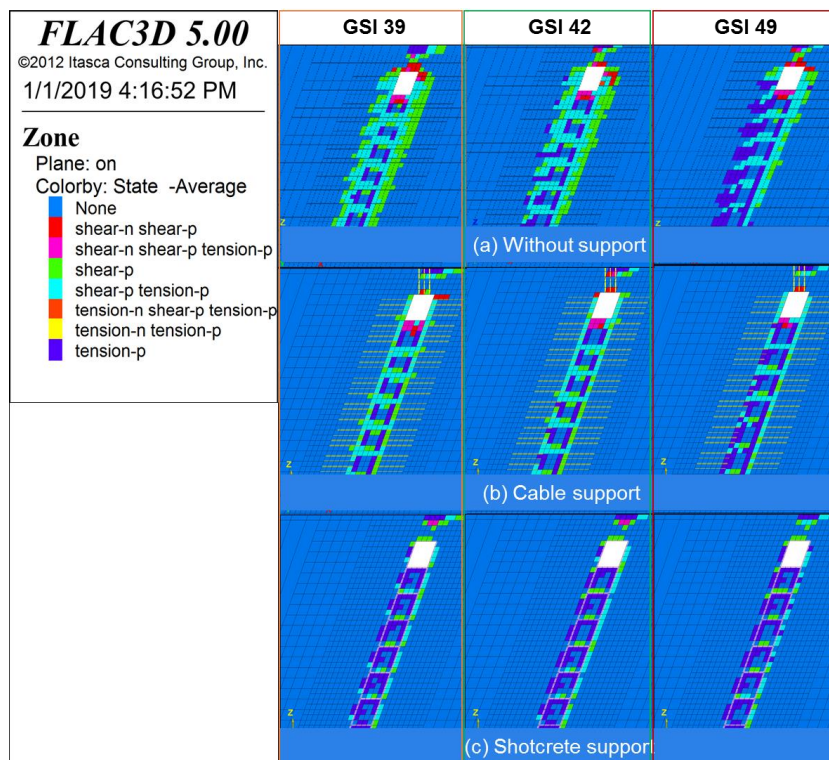 FLAC3D 5.00
©2012 Itasca Consulting Group, Inc.
1/1/2019 4:16:52 PM
Zone
Plane: on
Colorby: State -Average
None
shear-n shear-p
shear-n shear-p tension-p
shear-p
shear-p tension-p
tension-n shear-p tension-p
tension-n tension-p
tension-p
GSI 39 GSI 42 GSI 49
z z z
(a) Without support
Z Z Z
(b) Cable support
Z Z Z
(c) Shotcrete support